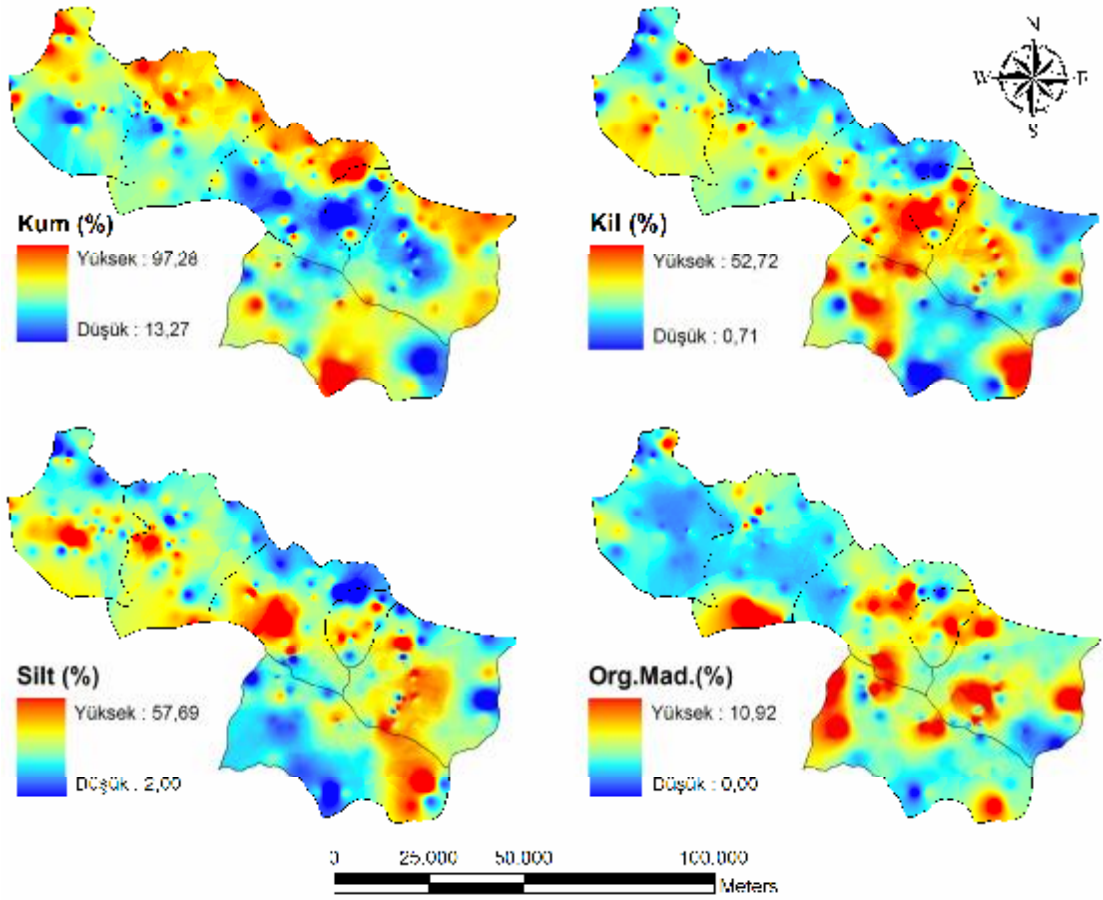 N
W E
S
Kum (%)
Yüksek : 97,28
Düşük : 13,27
Kil (%)
Yüksek : 52,72
Düşük : 0,71
Silt (%)
Yüksek : 57,69
Düşük : 2,00
Org.Mad.(%)
Yüksek : 10,92
Düşük : 0,00
0 25.000 50.000 100.000
Meters